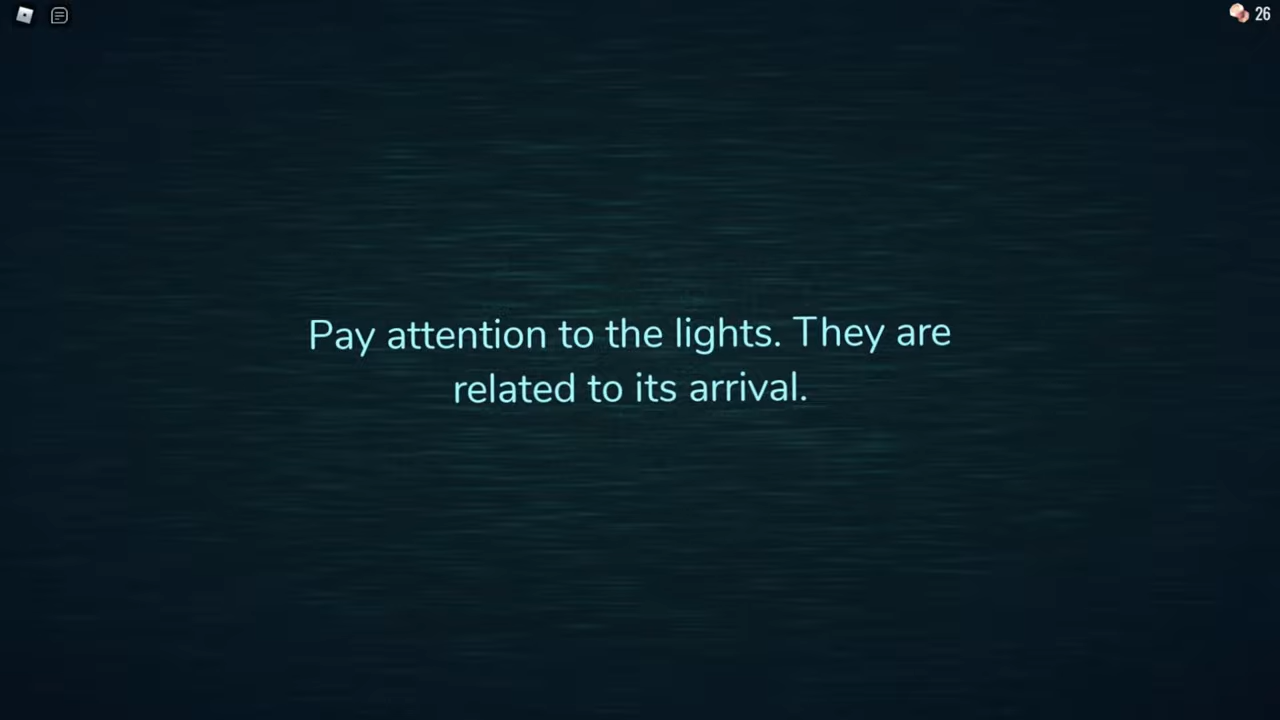 26
Pay attention to the lights. They are
related to its arrival.